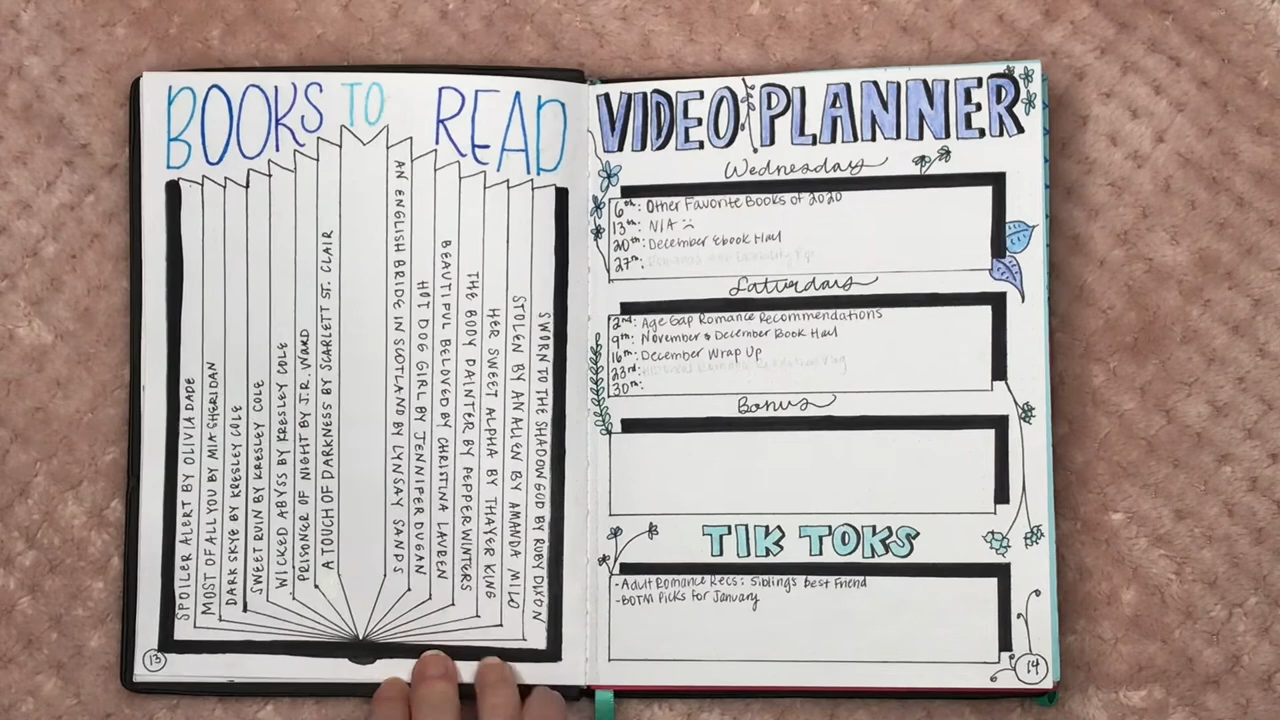 BOOKS TO READ
SPOILER ALERT BY OLIVIA DADE
MOST OF ALL YOU BY MIA SHERIDAN
DARK SKYE BY KRESLEY COLE
SWEET RUIN BY KRESLEY COLE
WICKED ABYSS BY KRESLEY COLE
PRISONER OF NIGHT BY J.R. WARD
A TOUCH OF DARKNESS BY SCARLETT ST. CLAIR
AN ENGLISH BRIDE IN SCOTLAND BY LYNSAY SANDS
HOT DOG GIRL BY JENNIFER DUGAN
BEAUTIFUL BELOVED BY CHRISTINA LAUREN
THE BODY PAINTER BY PEPPER WINTERS
HER SWEET ALPHA BY THAYER KING
STOLEN BY AN ALIEN BY AMANDA MILO
SWORN TO THE SHADOW GOD BY RUBY DIXON
13
VIDEO PLANNER
Wednesday
6th: Other Favorite Books of 2020
13th: N/A :(
20th: December Ebook Haul
27th:
Saturday
2nd: Age Gap Romance Recommendations
9th: November & December Book Haul
16th: December Wrap Up
23rd: Historical Romance Vlog
30th:
Bonus
TIK TOKS
- Adult Romance Recs: Sibling's Best Friend
- BOTM Picks for January
14